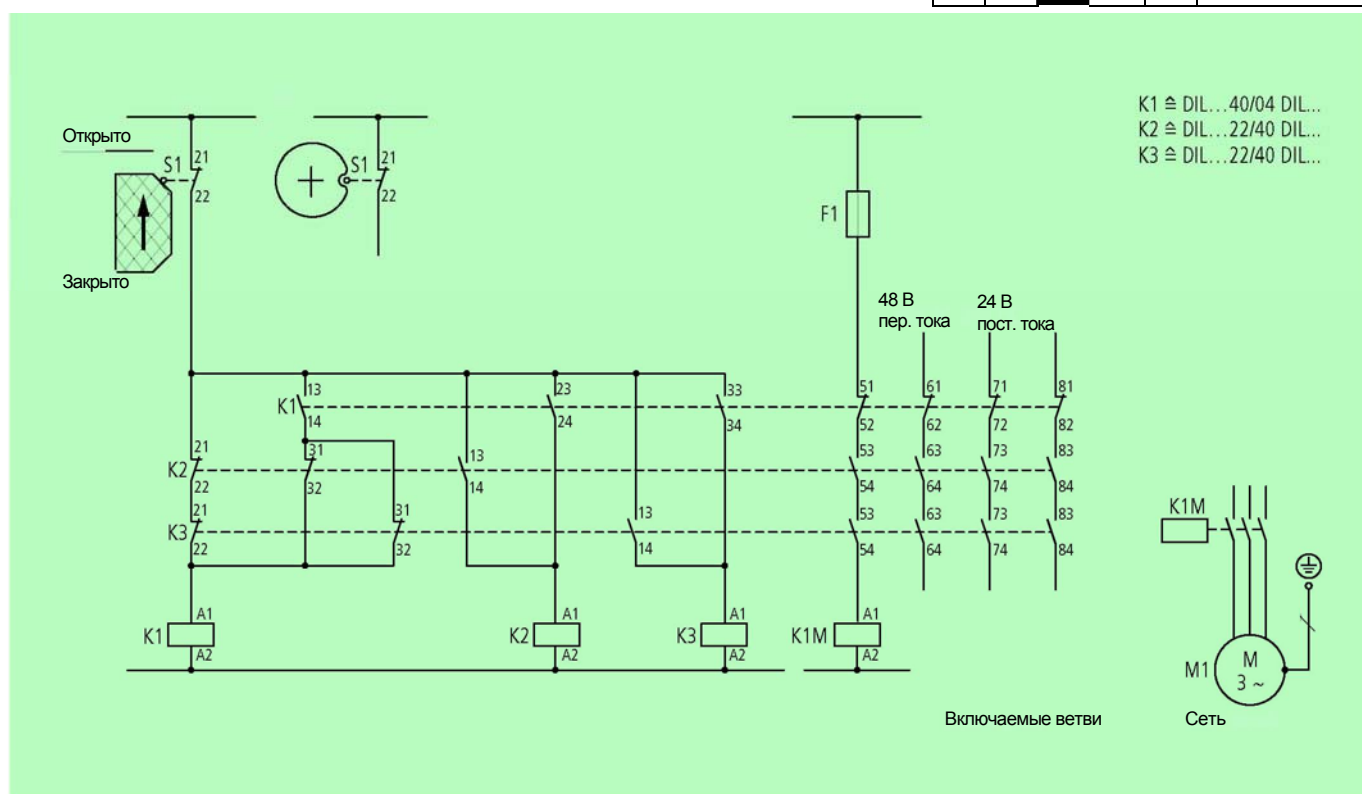 K1 ≙ DIL...40/04 DIL...
K2 ≙ DIL...22/40 DIL...
K3 ≙ DIL...22/40 DIL...
Открыто
S1 21
22
S1 21
22
Закрыто
F1
48 В
пер. тока
24 В
пост. тока
K1 13 23 33 51 61 71 81
14 24 34 52 62 72 82
K2 21 31 13 53 63 73 83
22 32 14 54 64 74 84
K3 21 31 13 53 63 73 83
22 32 14 54 64 74 84
K1M
K1 A1
A2
K2 A1
A2
K3 A1
A2
K1M A1
A2
M1 M
3 ~
Включаемые ветви
Сеть